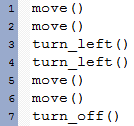 1 move()
2 move()
3 turn_left()
4 turn_left()
5 move()
6 move()
7 turn_off()